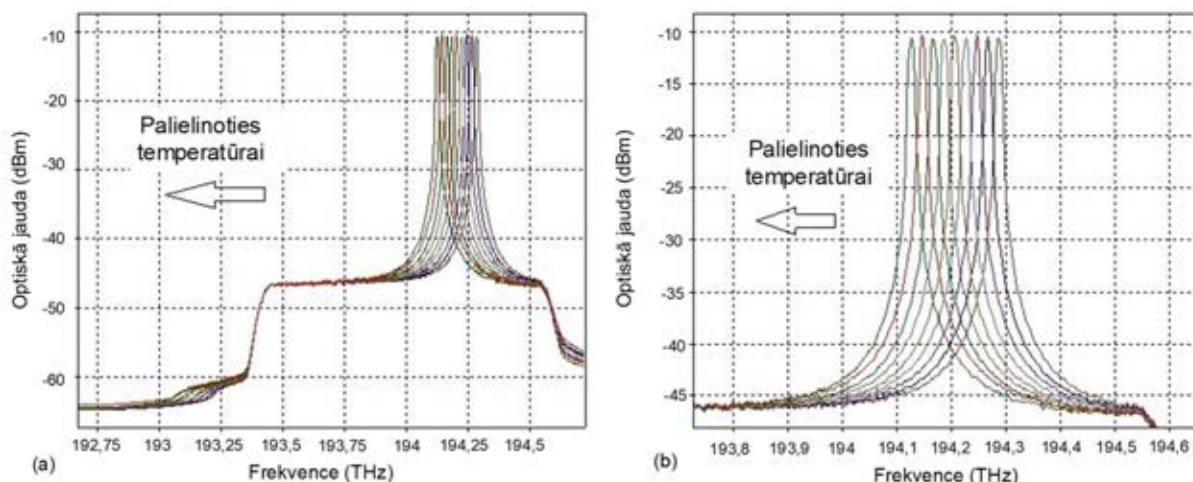 -10
-20
-30
-40
-50
-60
Optiskā jauda (dBm)
Palielinoties
temperatūrai
192,75 193 193,25 193,5 193,75 194 194,25 194,5
(a)
Frekvence (THz)
-10
-15
-20
-25
-30
-35
-40
-45
Optiskā jauda (dBm)
Palielinoties
temperatūrai
193,8 193,9 194 194,1 194,2 194,3 194,4 194,5 194,6
(b)
Frekvence (THz)